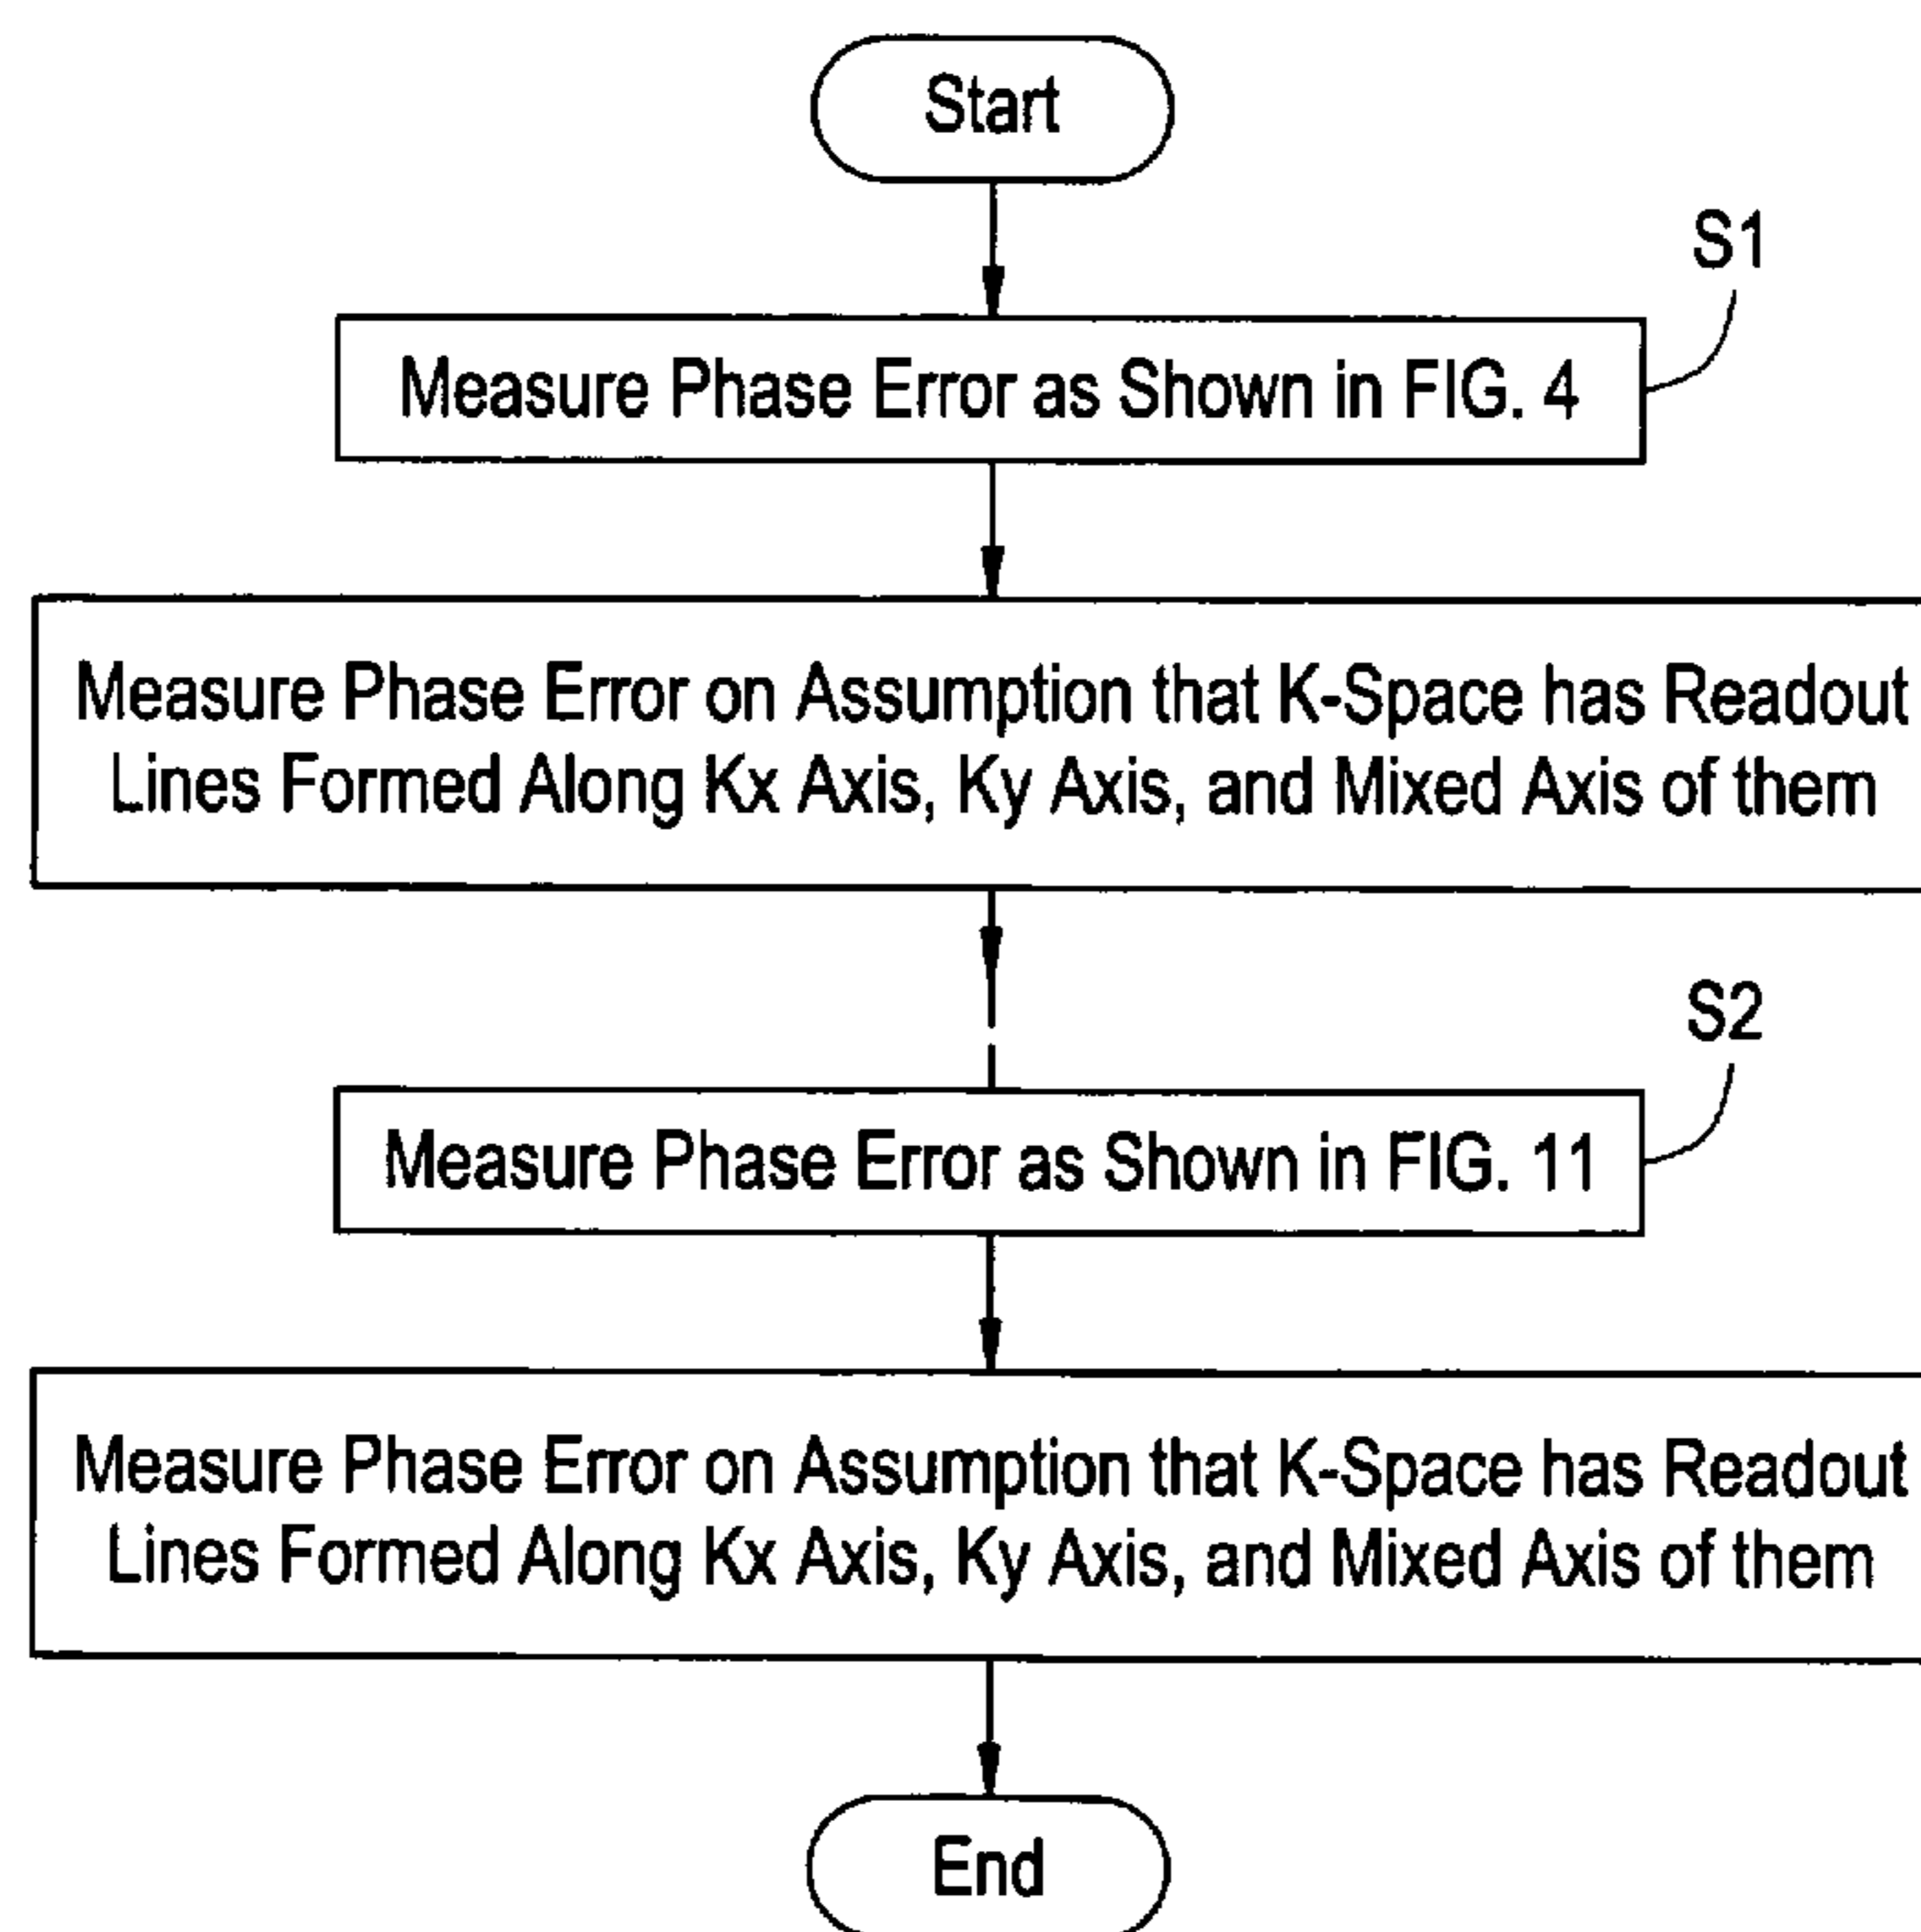 Start
S1
Measure Phase Error as Shown in FIG. 4
Measure Phase Error on Assumption that K-Space has Readout
Lines Formed Along Kx Axis, Ky Axis, and Mixed Axis of them
S2
Measure Phase Error as Shown in FIG. 11
Measure Phase Error on Assumption that K-Space has Readout
Lines Formed Along Kx Axis, Ky Axis, and Mixed Axis of them
End